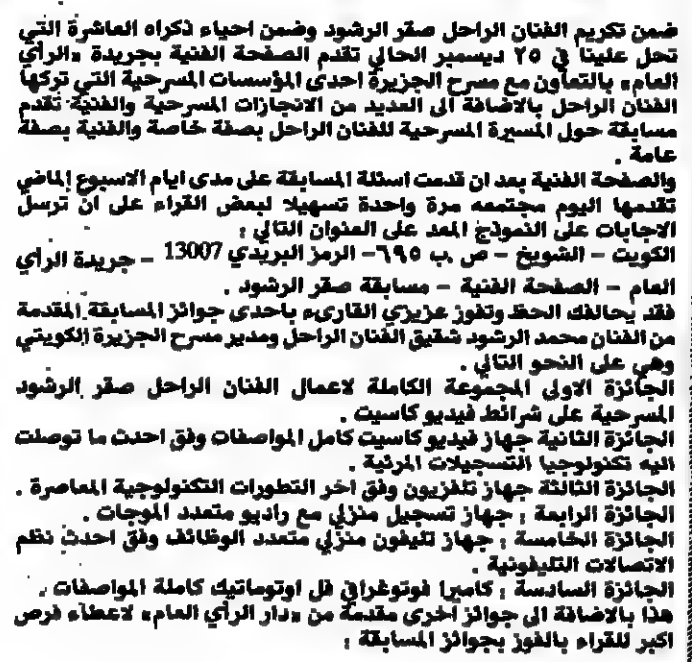 ضمن تكريم الفنان الراحل صقر الرشود وضمن احياء ذكراه العاشرة التي
تحل علينا في ٢٥ ديسمبر الحالي تقدم الصفحة الفنية بجريدة «الرأي
العام» بالتعاون مع مسرح الجزيرة احدى المؤسسات المسرحية التي تركها
الفنان الراحل بالاضافة الى العديد من الانجازات المسرحية والفنية تقدم
مسابقة حول المسيرة المسرحية للفنان الراحل بصفة خاصة والفنية بصفة
عامة .
والصفحة الفنية بعد ان قدمت اسئلة المسابقة على مدى ايام الاسبوع الماضي
تقدمها اليوم مجتمعه مرة واحدة تسهيلا لبعض القراء على ان ترسل
الاجابات على النموذج المعد على العنوان التالي :
الكويت – الشويخ – ص .ب ٦٩٥– الرمز البريدي 13007 – جريدة الرأي
العام – الصفحة الفنية – مسابقة صقر الرشود .
فقد يحالفك الحظ وتفوز عزيزي القارىء باحدى جوائز المسابقة المقدمة
من الفنان محمد الرشود شقيق الفنان الراحل ومدير مسرح الجزيرة الكويتي
وهي على النحو التالي .
الجائزة الاولى المجموعة الكاملة لاعمال الفنان الراحل صقر الرشود
المسرحية على شرائط فيديو كاسيت .
الجائزة الثانية جهاز فيديو كاسيت كامل المواصفات وفق احدث ما توصلت
اليه تكنولوجيا التسجيلات المرئية .
الجائزة الثالثة جهاز تلفزيون وفق اخر التطورات التكنولوجية المعاصرة .
الجائزة الرابعة : جهاز تسجيل منزلي مع راديو متعدد الموجات .
الجائزة الخامسة : جهاز تليفون منزلي متعدد الوظائف وفق احدث نظم
الاتصالات التليفونية .
الجائزة السادسة : كاميرا فوتوغرافي فل اوتوماتيك كاملة المواصفات .
هذا بالاضافة الى جوائز اخرى مقدمة من «دار الرأي العام» لاعطاء فرص
اكبر للقراء بالفوز بجوائز المسابقة :